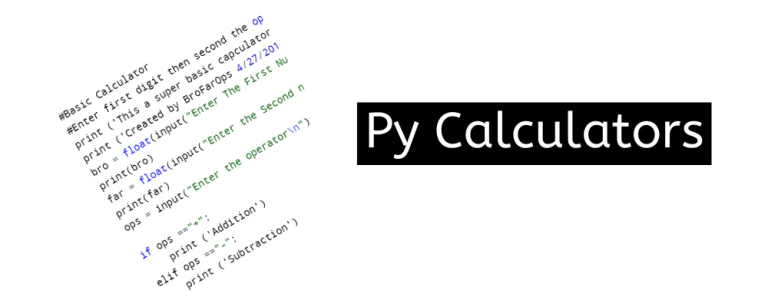 #Basic Calculator
#Enter first digit then second the op
print ('This a super basic capculator
print ('Created by BroFarOps 4/27/201
bro = float(input("Enter The First Nu
print(bro)
far = float(input("Enter the Second n
print(far)
ops = input("Enter the operator\n")
if ops =="+":
print ('Addition')
elif ops =="-":
print ('Subtraction')
Py Calculators